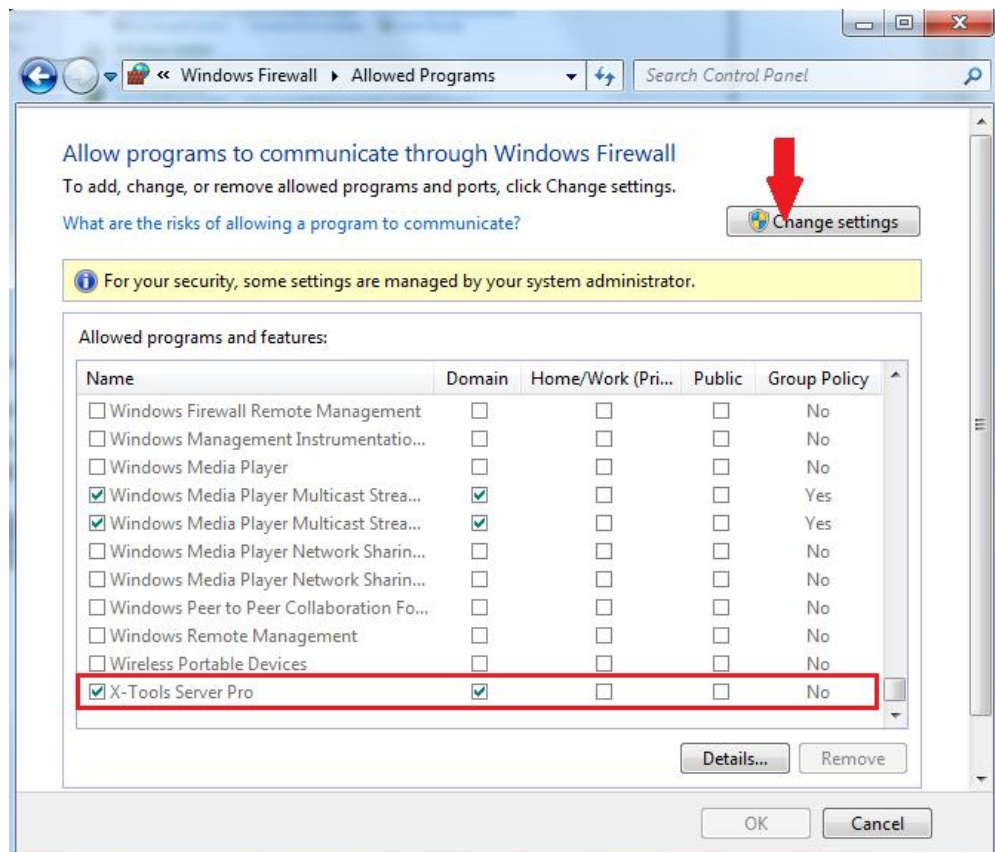 « Windows Firewall ▸ Allowed Programs
Search Control Panel
Allow programs to communicate through Windows Firewall
To add, change, or remove allowed programs and ports, click Change settings.
What are the risks of allowing a program to communicate?
Change settings
For your security, some settings are managed by your system administrator.
Allowed programs and features:
Name Domain Home/Work (Pri... Public Group Policy
Windows Firewall Remote Management No
Windows Management Instrumentatio... No
Windows Media Player No
Windows Media Player Multicast Strea... Yes
Windows Media Player Multicast Strea... Yes
Windows Media Player Network Sharin... No
Windows Media Player Network Sharin... No
Windows Peer to Peer Collaboration Fo... No
Windows Remote Management No
Wireless Portable Devices No
X-Tools Server Pro No
Details... Remove
OK Cancel